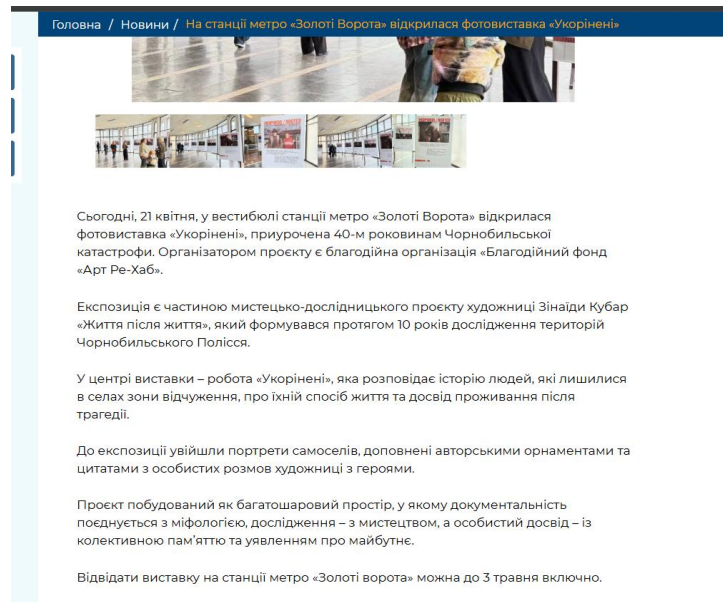 Головна / Новини / На станції метро «Золоті Ворота» відкрилася фотовиставка «Укорінені»
Сьогодні, 21 квітня, у вестибюлі станції метро «Золоті Ворота» відкрилася
фотовиставка «Укорінені», приурочена 40-м роковинам Чорнобильської
катастрофи. Організатором проєкту є благодійна організація «Благодійний фонд
«Арт Ре-Хаб».
Експозиція є частиною мистецько-дослідницького проєкту художниці Зінаїди Кубар
«Життя після життя», який формувався протягом 10 років дослідження територій
Чорнобильського Полісся.
У центрі виставки – робота «Укорінені», яка розповідає історію людей, які лишилися
в селах зони відчуження, про їхній спосіб життя та досвід проживання після
трагедії.
До експозиції увійшли портрети самоселів, доповнені авторськими орнаментами та
цитатами з особистих розмов художниці з героями.
Проєкт побудований як багатошаровий простір, у якому документальність
поєднується з міфологією, дослідження – з мистецтвом, а особистий досвід – із
колективною пам’яттю та уявленням про майбутнє.
Відвідати виставку на станції метро «Золоті ворота» можна до 3 травня включно.